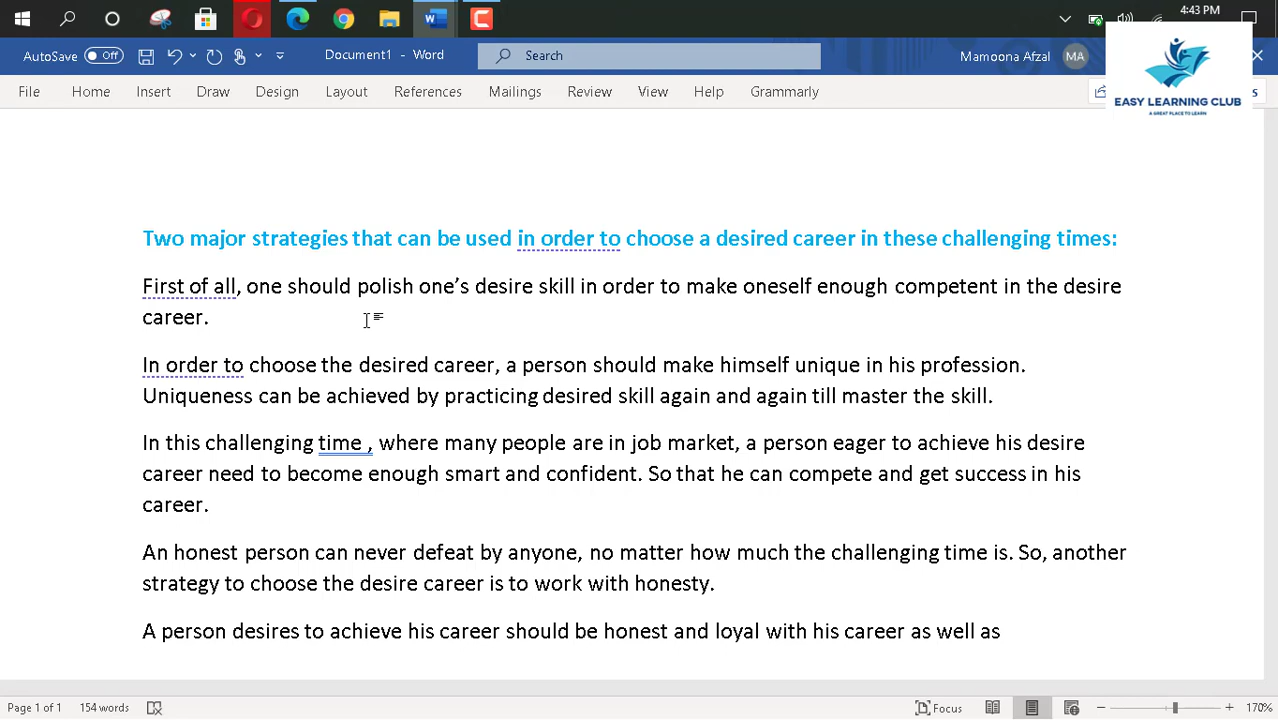 4:43 PM
AutoSave Off Document1 - Word Search Mamoona Afzal MA
File Home Insert Draw Design Layout References Mailings Review View Help Grammarly
EASY LEARNING CLUB
A GREAT PLACE TO LEARN
Two major strategies that can be used in order to choose a desired career in these challenging times:
First of all, one should polish one’s desire skill in order to make oneself enough competent in the desire
career.
In order to choose the desired career, a person should make himself unique in his profession.
Uniqueness can be achieved by practicing desired skill again and again till master the skill.
In this challenging time , where many people are in job market, a person eager to achieve his desire
career need to become enough smart and confident. So that he can compete and get success in his
career.
An honest person can never defeat by anyone, no matter how much the challenging time is. So, another
strategy to choose the desire career is to work with honesty.
A person desires to achieve his career should be honest and loyal with his career as well as
Page 1 of 1 154 words Focus 170%